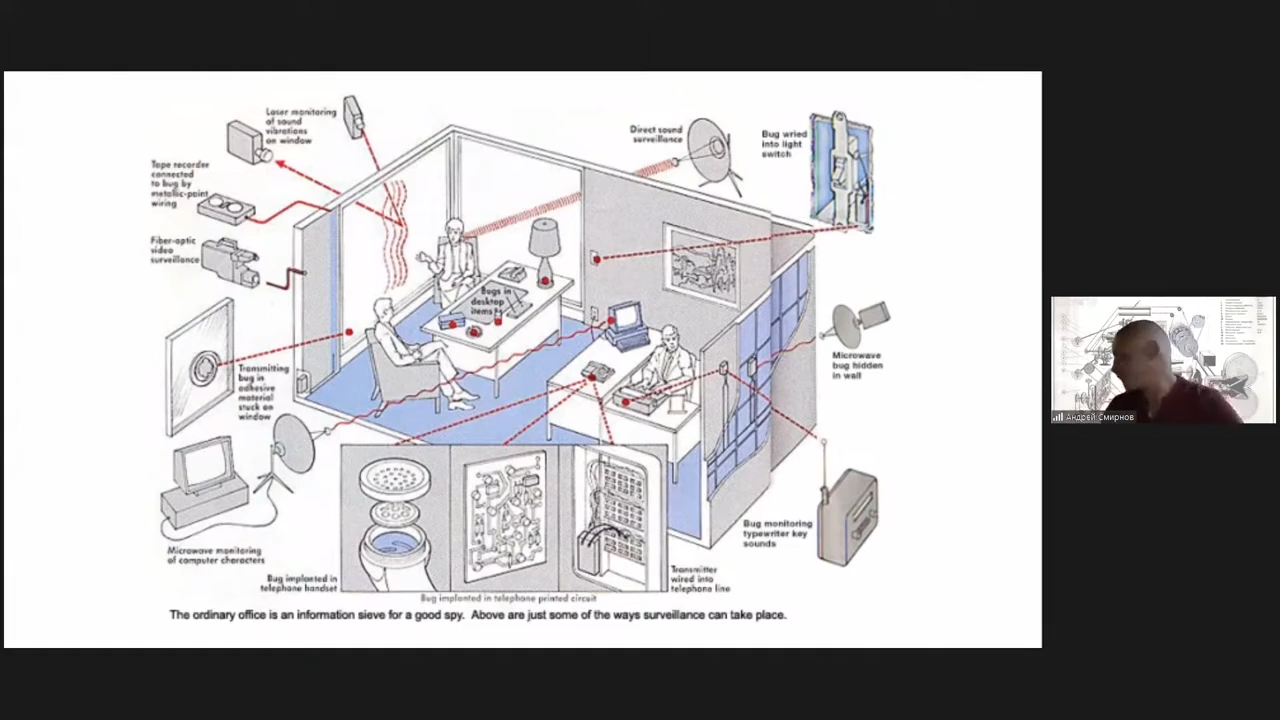 Laser monitoring
of sound
vibrations
on window
Direct sound
surveillance
Bug wried
into light
switch
Tape recorder
connected
to bug by
metallic-paint
wiring
Fiber-optic
video
surveillance
Bugs in
desktop
items
Microwave
bug hidden
in wall
Transmitting
bug in
adhesive
material
stuck on
window
Андрей Смирнов
Microwave monitoring
of computer characters
Bug monitoring
typewriter key
sounds
Bug implanted in
telephone handset
Bug implanted in telephone printed circuit
Transmitter
wired into
telephone line
The ordinary office is an information sieve for a good spy. Above are just some of the ways surveillance can take place.